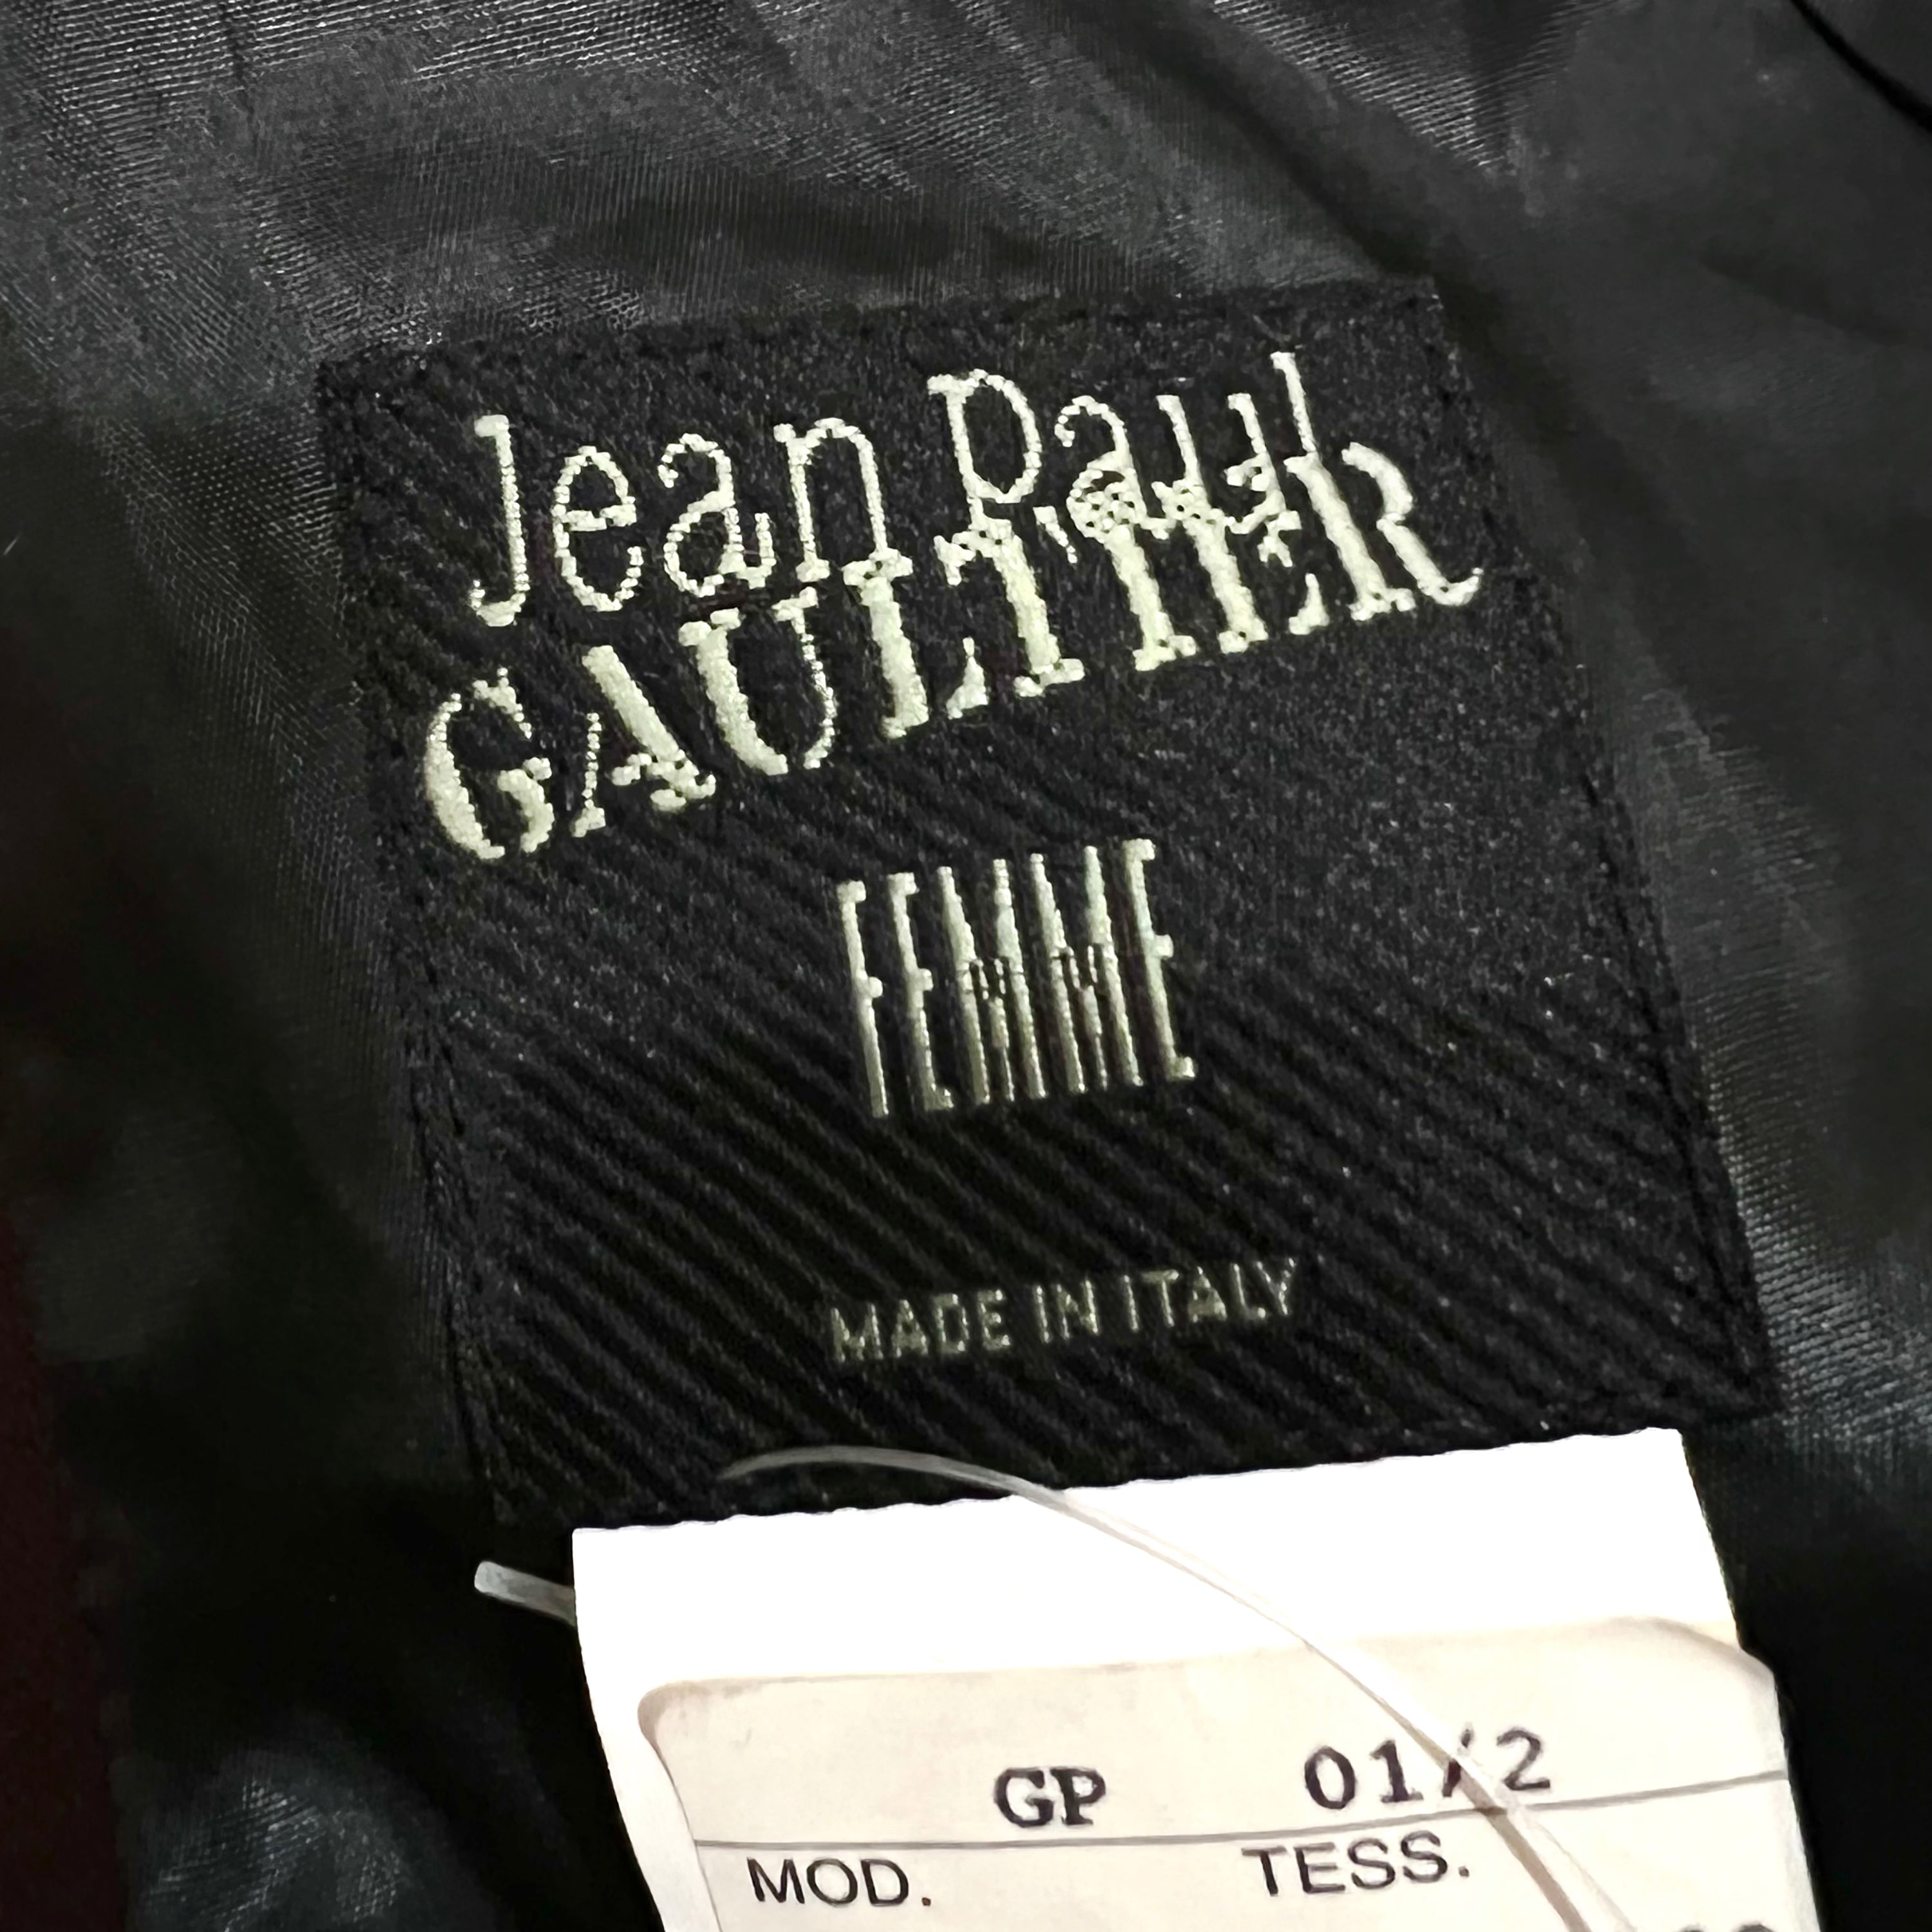 Jean Paul
GAULTIER
FEMME
MADE IN ITALY
GP 01/2
MOD. TESS.